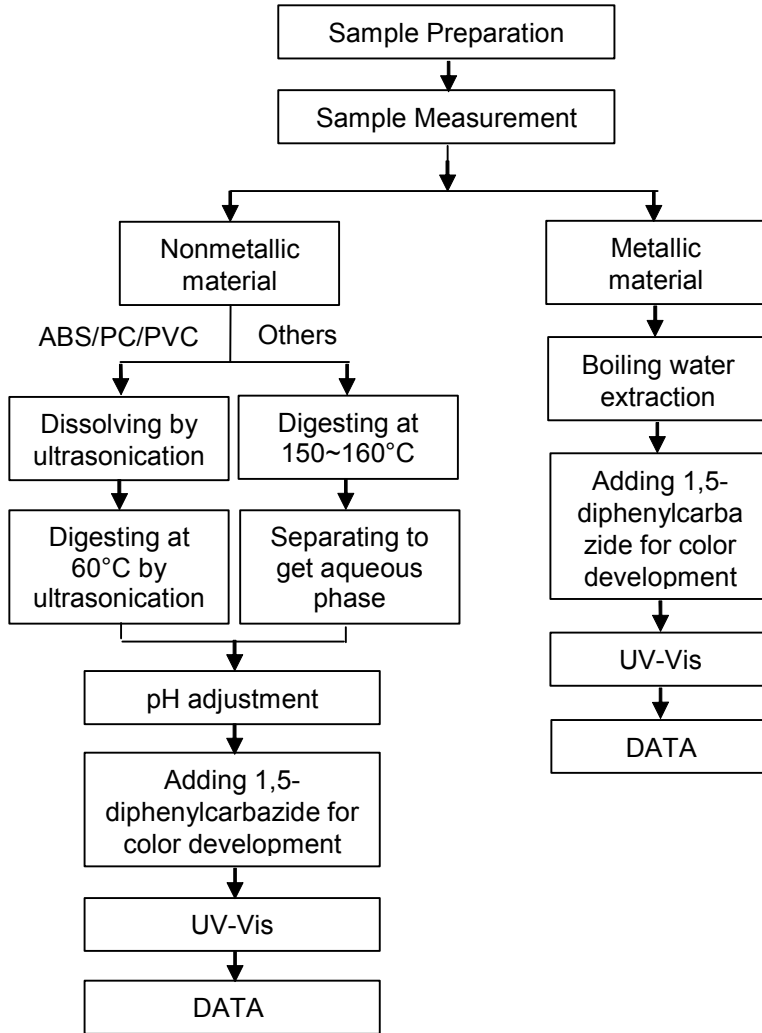 Sample Preparation
Sample Measurement
Nonmetallic
material
ABS/PC/PVC
Others
Dissolving by
ultrasonication
Digesting at
150~160°C
Digesting at
60°C by
ultrasonication
Separating to
get aqueous
phase
pH adjustment
Adding 1,5-
diphenylcarbazide for
color development
UV-Vis
DATA
Metallic
material
Boiling water
extraction
Adding 1,5-
diphenylcarba
zide for color
development
UV-Vis
DATA